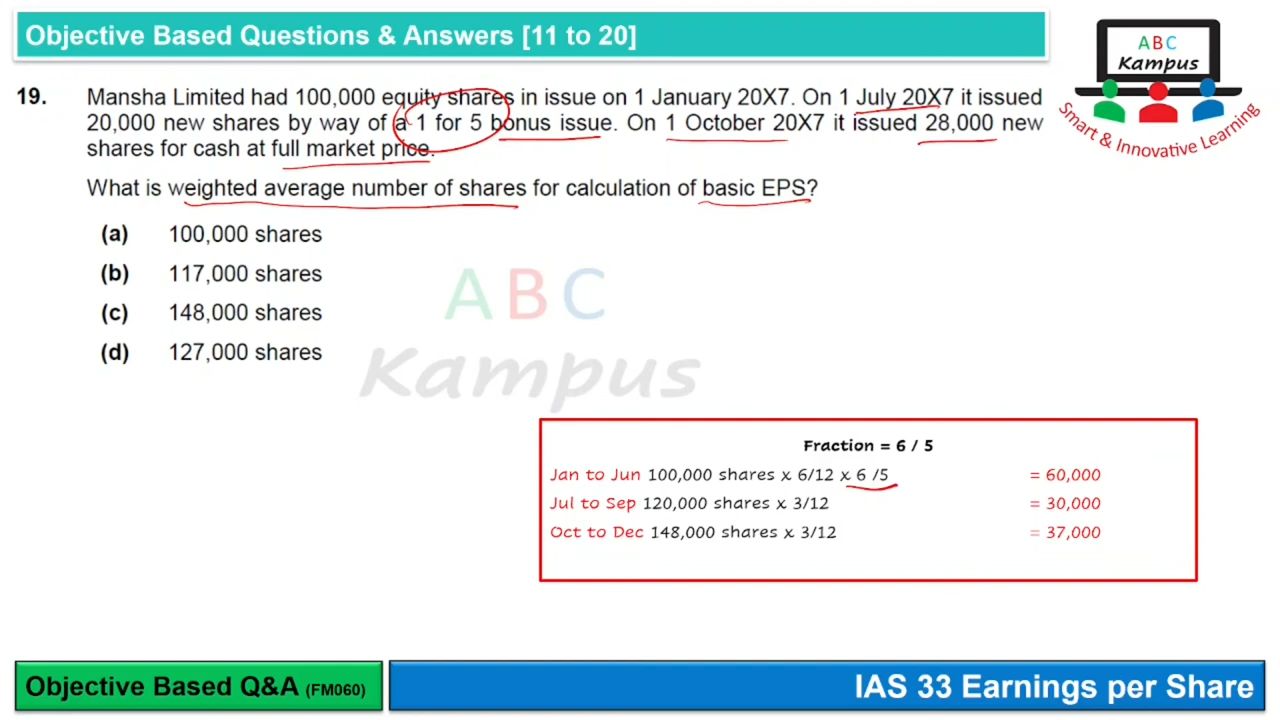 Objective Based Questions & Answers [11 to 20]
ABC
Kampus
Smart & Innovative Learning
19. Mansha Limited had 100,000 equity shares in issue on 1 January 20X7. On 1 July 20X7 it issued
20,000 new shares by way of a 1 for 5 bonus issue. On 1 October 20X7 it issued 28,000 new
shares for cash at full market price.
What is weighted average number of shares for calculation of basic EPS?
(a) 100,000 shares
(b) 117,000 shares
(c) 148,000 shares
(d) 127,000 shares
ABC
Kampus
Fraction = 6 / 5
Jan to Jun 100,000 shares x 6/12 x 6 /5 = 60,000
Jul to Sep 120,000 shares x 3/12 = 30,000
Oct to Dec 148,000 shares x 3/12 = 37,000
Objective Based Q&A (FM060)
IAS 33 Earnings per Share